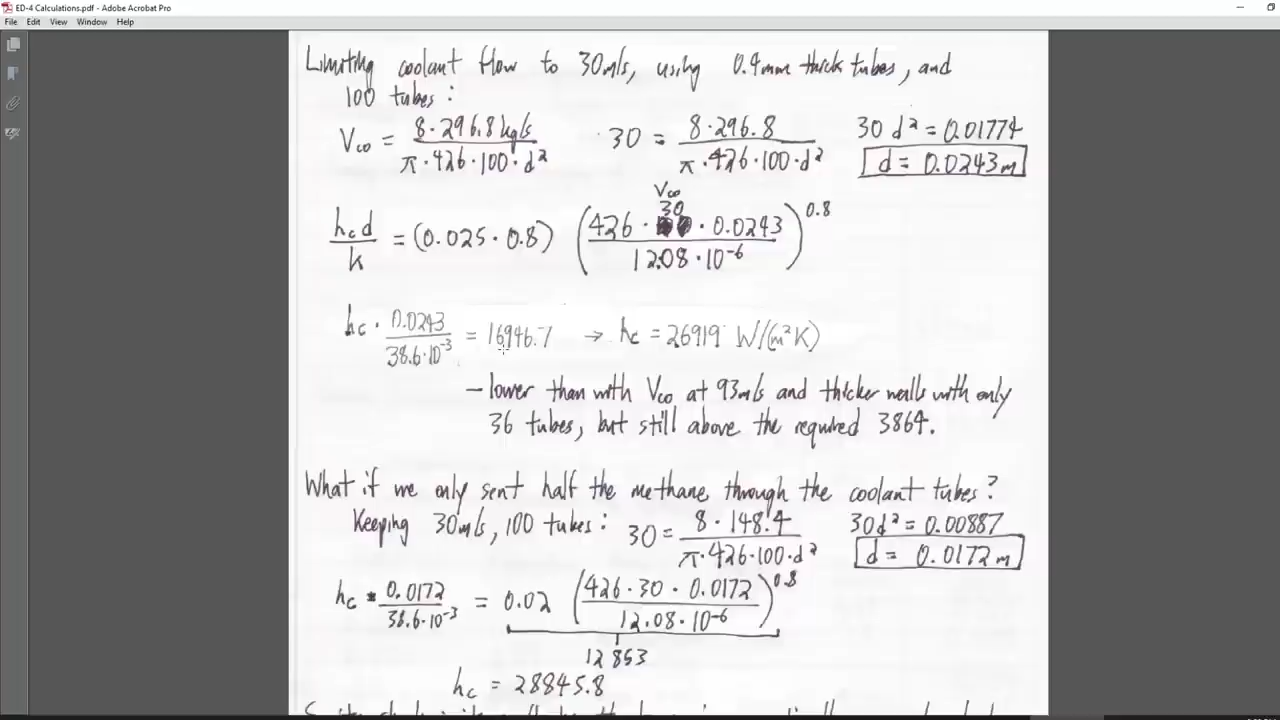 ED-4 Calculations.pdf - Adobe Acrobat Pro
File Edit View Window Help
Limiting coolant flow to 30m/s, using 0.4mm thick tubes, and
100 tubes:
Vco = 8·296.8 kg/s / π·426·100·d² 30 = 8·296.8 / π·426·100·d² 30 d² = 0.01774
d = 0.0243m
Vco
hc d / k = (0.025·0.8) (426 · 30 · 0.0243 / 12.08·10⁻⁶)^0.8
hc · 0.0243 / 38.6·10⁻³ = 16946.7 → hc = 26919 W/(m²K)
- lower than with Vco at 93m/s and thicker walls with only
36 tubes, but still above the required 3864.
What if we only sent half the methane through the coolant tubes?
Keeping 30m/s, 100 tubes: 30 = 8 · 148.4 / π·426·100·d² 30d² = 0.00887
d = 0.0172 m
hc * 0.0172 / 38.6·10⁻³ = 0.02 (426 · 30 · 0.0172 / 12.08·10⁻⁶)^0.8
12853
hc = 28845.8